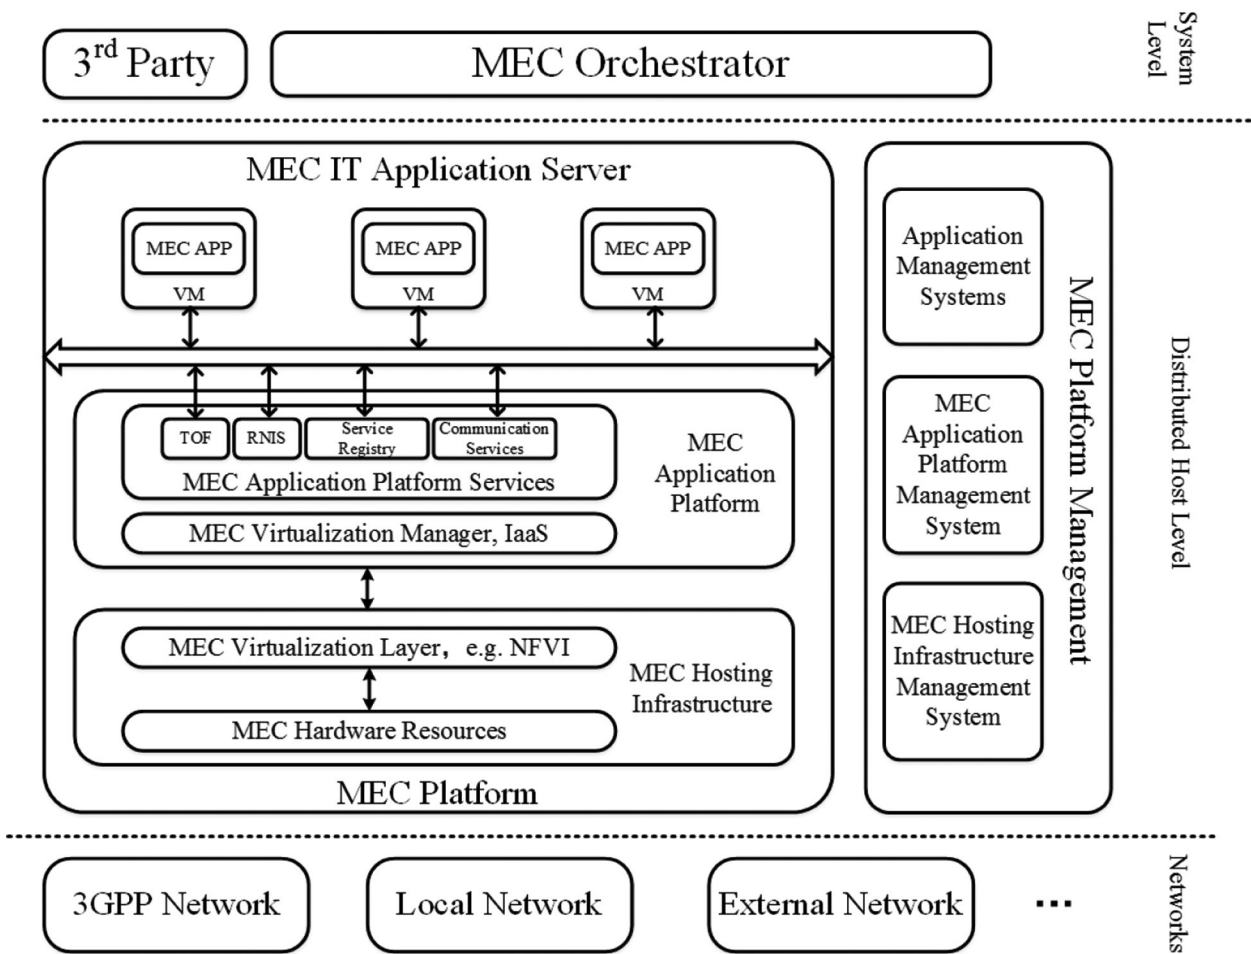 3rd Party
MEC Orchestrator
System
Level
MEC IT Application Server
MEC APP
VM
MEC APP
VM
MEC APP
VM
TOF
RNIS
Service
Registry
Communication
Services
MEC Application Platform Services
MEC Virtualization Manager, IaaS
MEC
Application
Platform
MEC Virtualization Layer, e.g. NFVI
MEC Hardware Resources
MEC Hosting
Infrastructure
MEC Platform
Application
Management
Systems
MEC
Application
Platform
Management
System
MEC Hosting
Infrastructure
Management
System
MEC Platform Management
Distributed Host Level
3GPP Network
Local Network
External Network
...
Networks